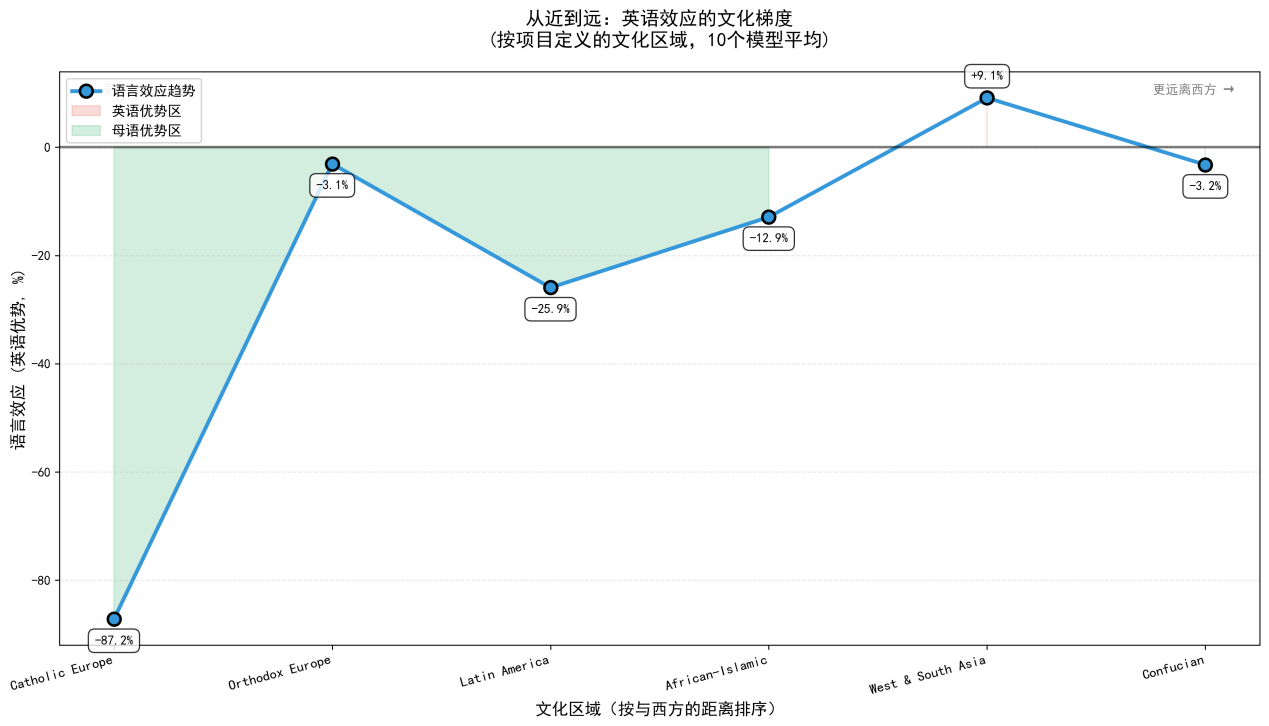 从近到远：英语效应的文化梯度
(按项目定义的文化区域，10个模型平均)
语言效应趋势
英语优势区
母语优势区
更远离西方 →
+9.1%
-3.1%
-3.2%
-12.9%
-25.9%
-87.2%
0
-20
-40
-60
-80
语言效应 (英语优势, %)
Catholic Europe
Orthodox Europe
Latin America
African-Islamic
West & South Asia
Confucian
文化区域（按与西方的距离排序）